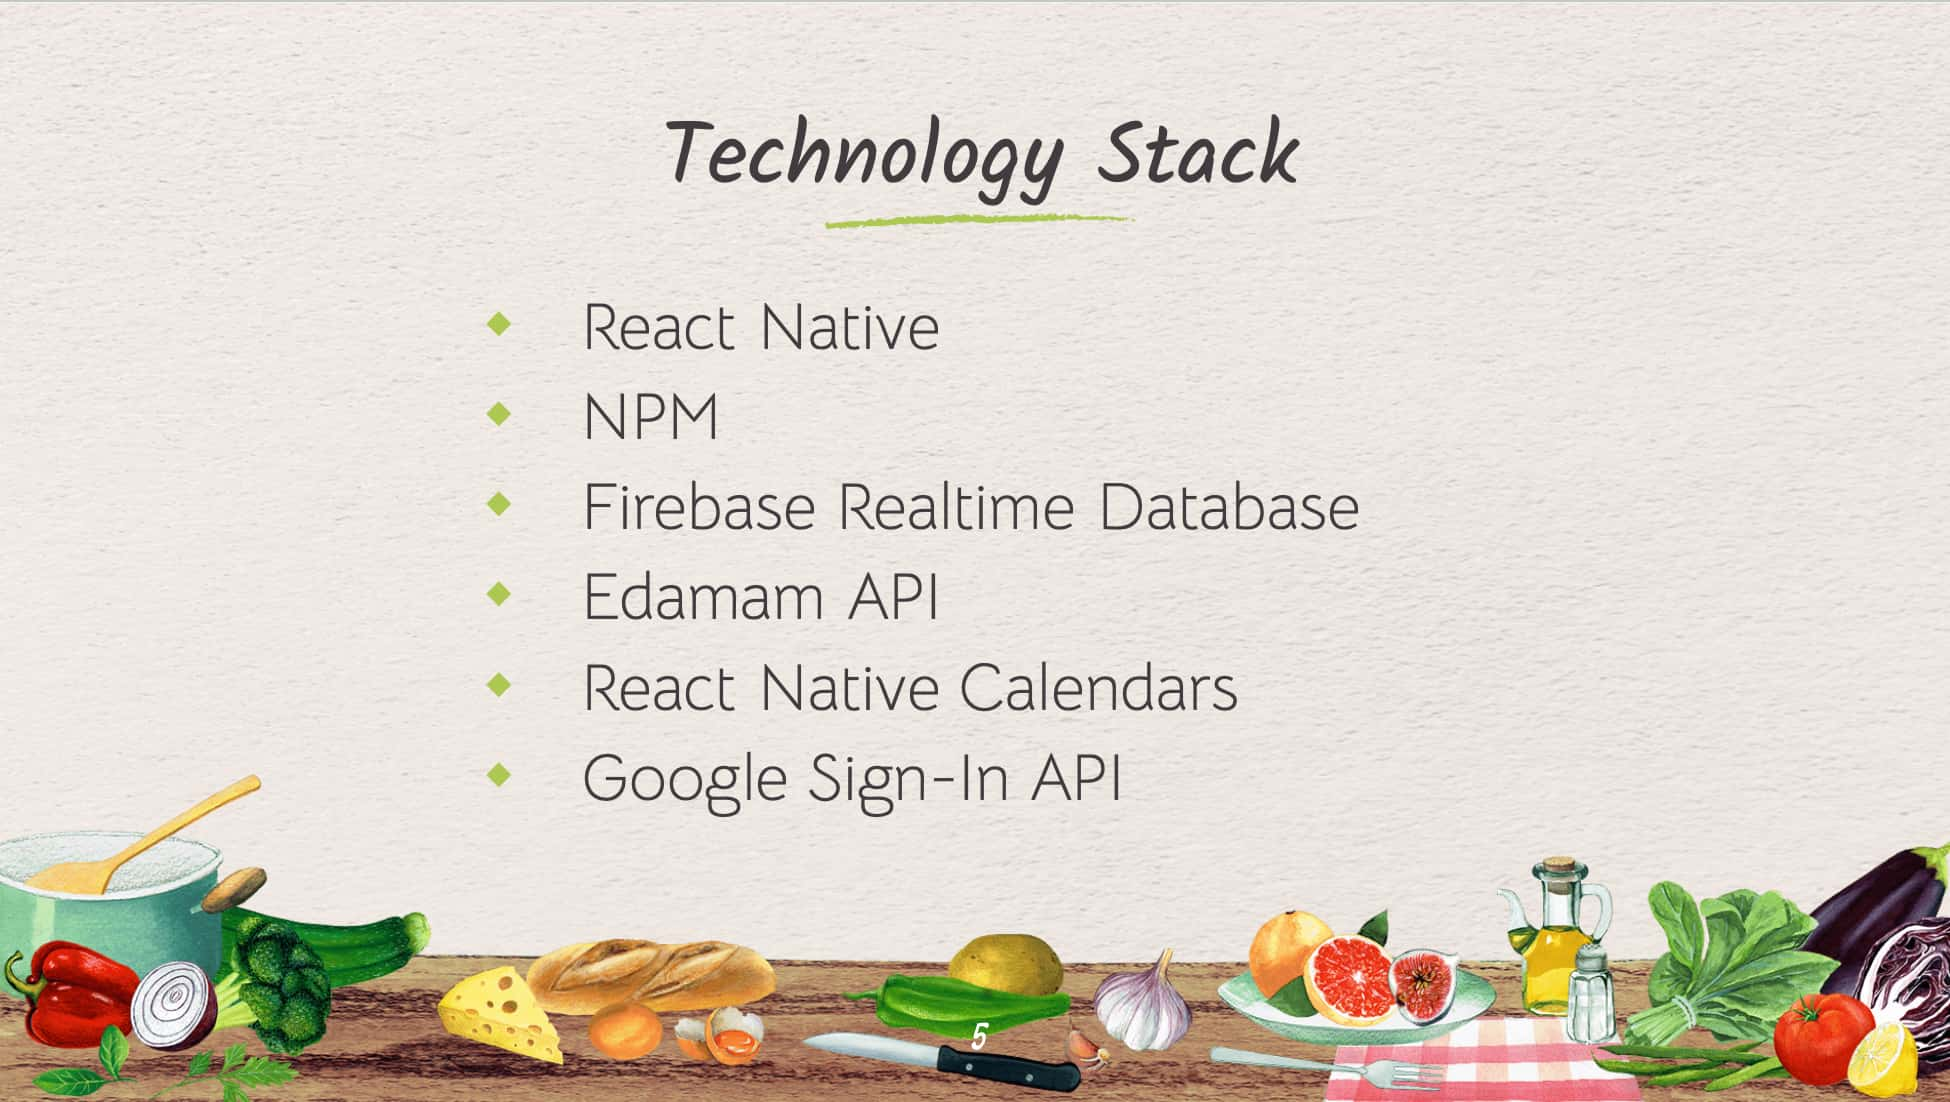 Technology Stack
React Native
NPM
Firebase Realtime Database
Edamam API
React Native Calendars
Google Sign-In API
5